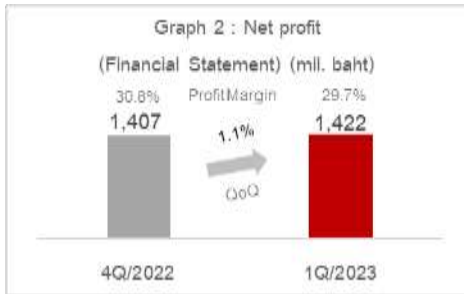 Graph 2 : Net profit
(Financial Statement) (mil. baht)
30.8% ProfitMargin 29.7%
1,407 1,422
1.1%
QoQ
4Q/2022 1Q/2023